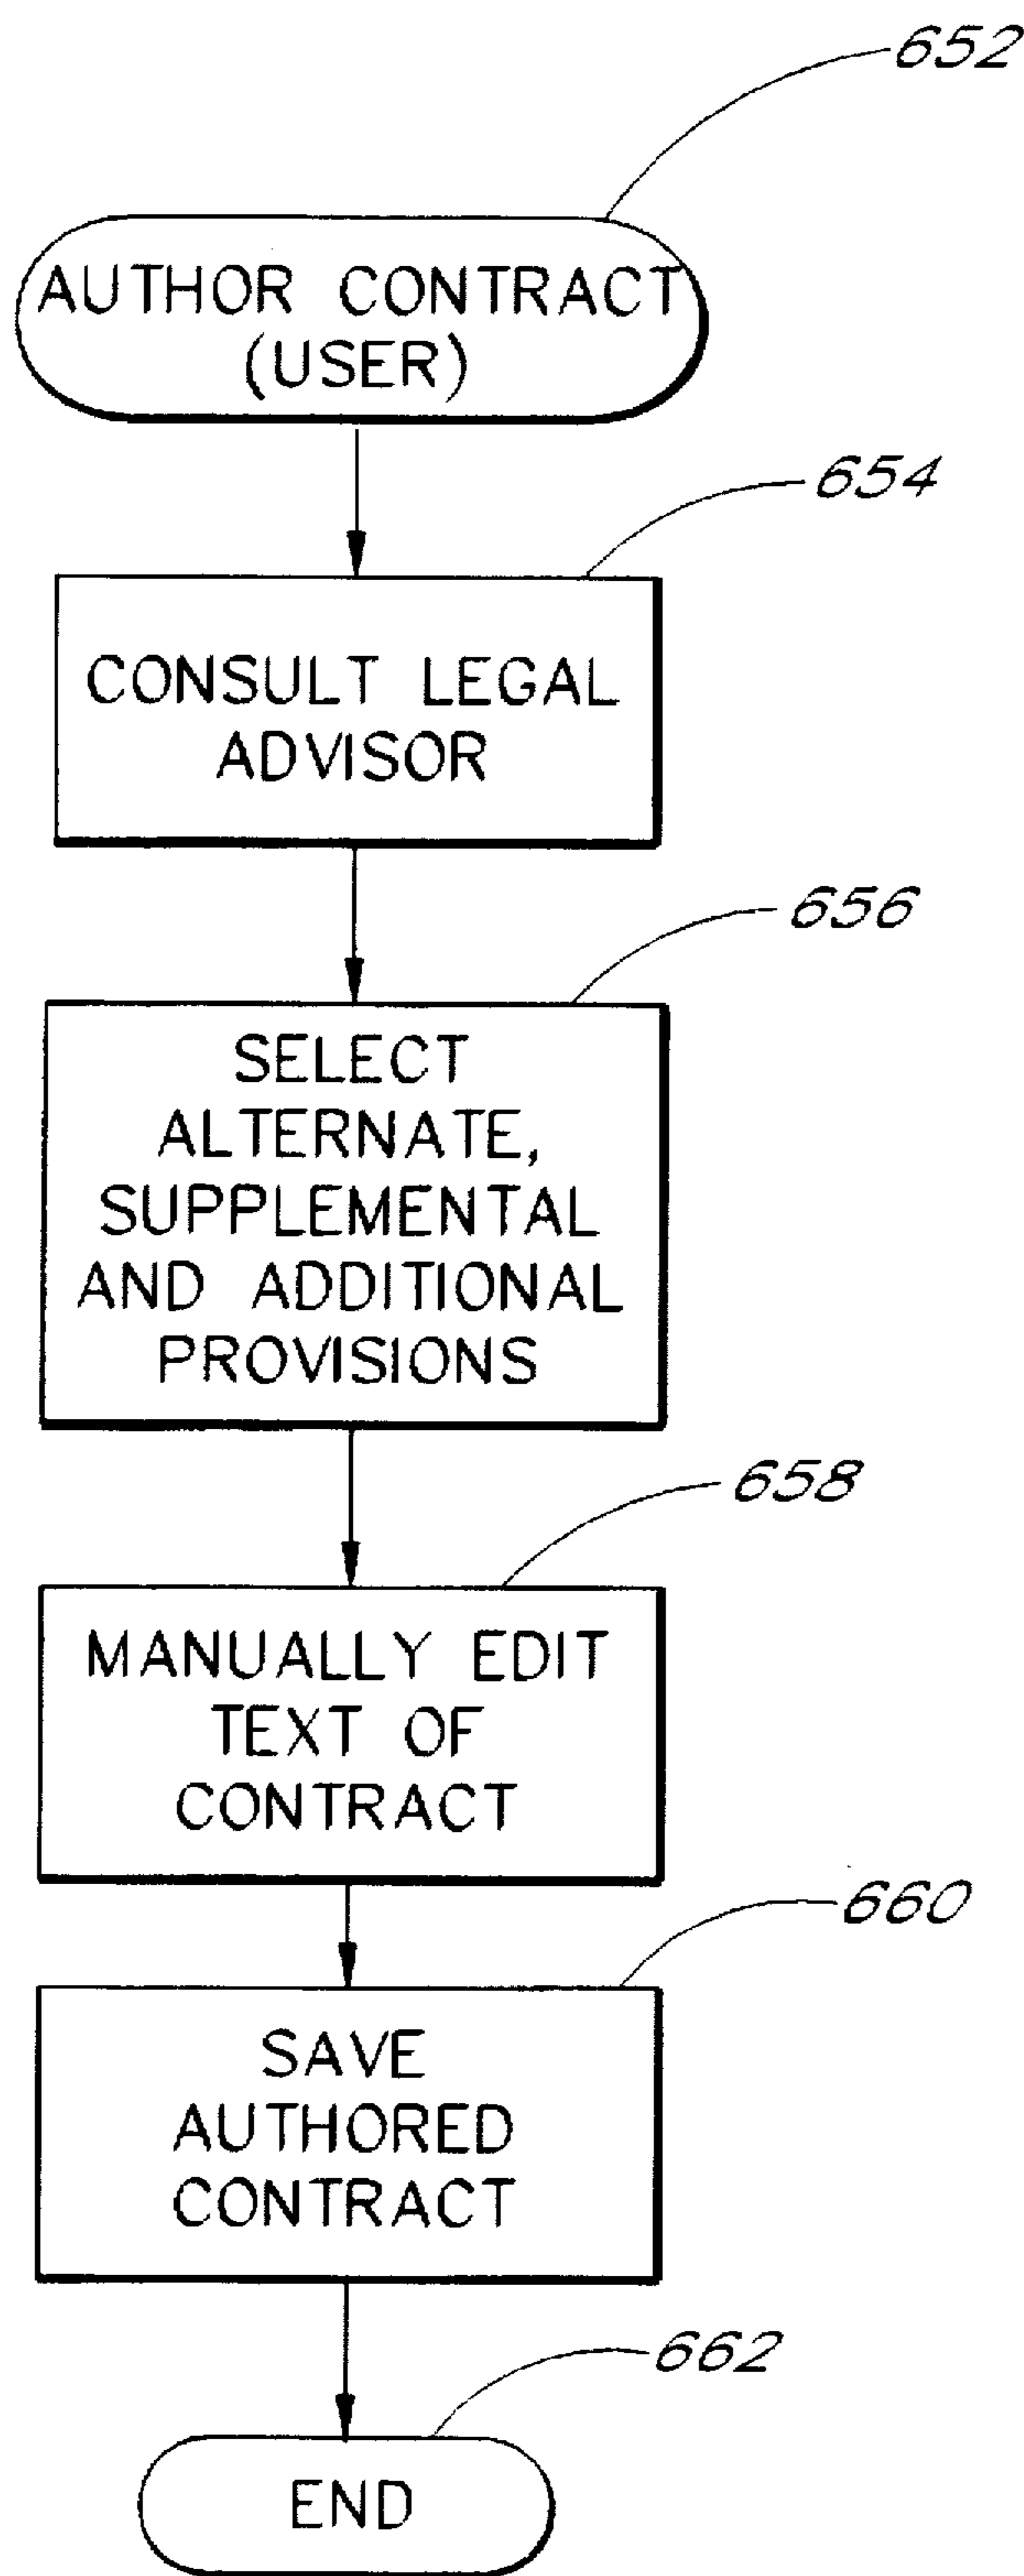 652
AUTHOR CONTRACT
(USER)
654
CONSULT LEGAL
ADVISOR
656
SELECT
ALTERNATE,
SUPPLEMENTAL
AND ADDITIONAL
PROVISIONS
658
MANUALLY EDIT
TEXT OF
CONTRACT
660
SAVE
AUTHORED
CONTRACT
662
END